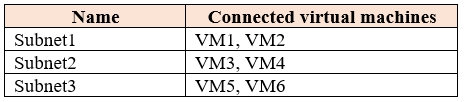 Name Connected virtual machines
Subnet1 VM1, VM2
Subnet2 VM3, VM4
Subnet3 VM5, VM6